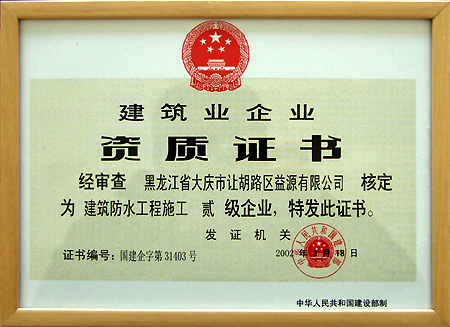 建筑业企业
资质证书
经审查 黑龙江省大庆市让胡路区益源有限公司 核定
为 建筑防水工程施工 贰 级企业，特发此证书。
发证机关
证书编号：国建企字第31403号
2002年3月18日
中华人民共和国建设部制